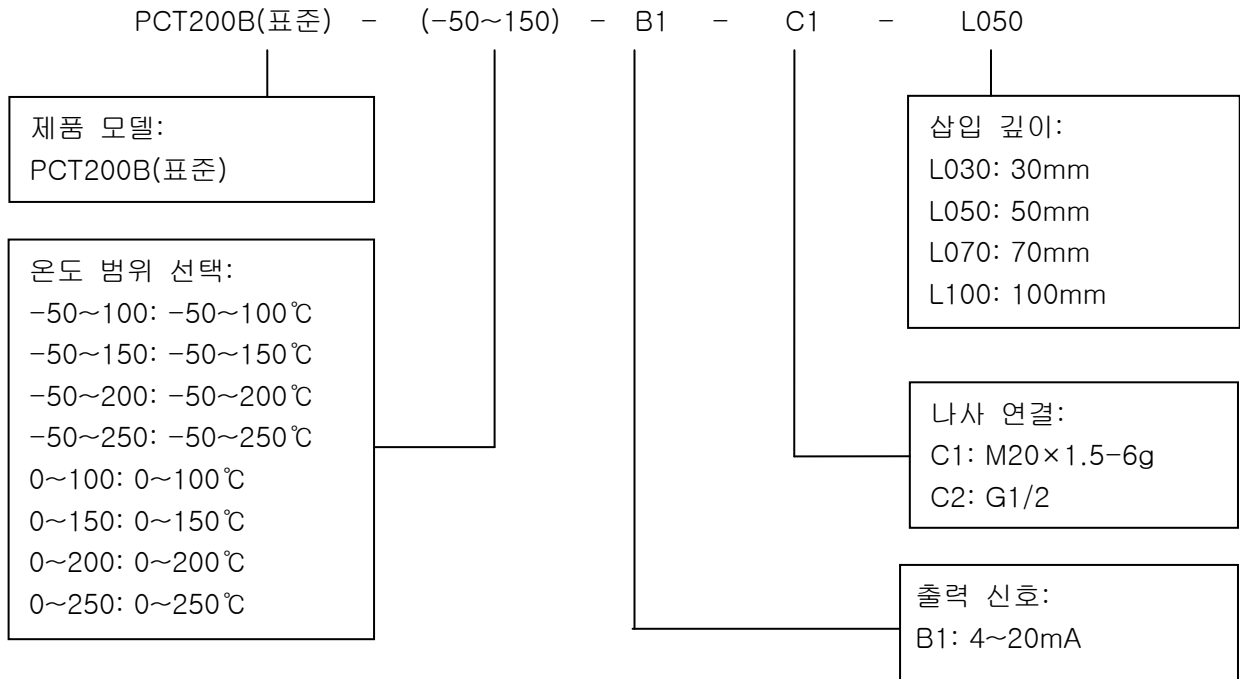 PCT200B(표준) - (-50~150) - B1 - C1 - L050
제품 모델:
PCT200B(표준)
온도 범위 선택:
-50~100: -50~100℃
-50~150: -50~150℃
-50~200: -50~200℃
-50~250: -50~250℃
0~100: 0~100℃
0~150: 0~150℃
0~200: 0~200℃
0~250: 0~250℃
삽입 깊이:
L030: 30mm
L050: 50mm
L070: 70mm
L100: 100mm
나사 연결:
C1: M20×1.5-6g
C2: G1/2
출력 신호:
B1: 4~20mA